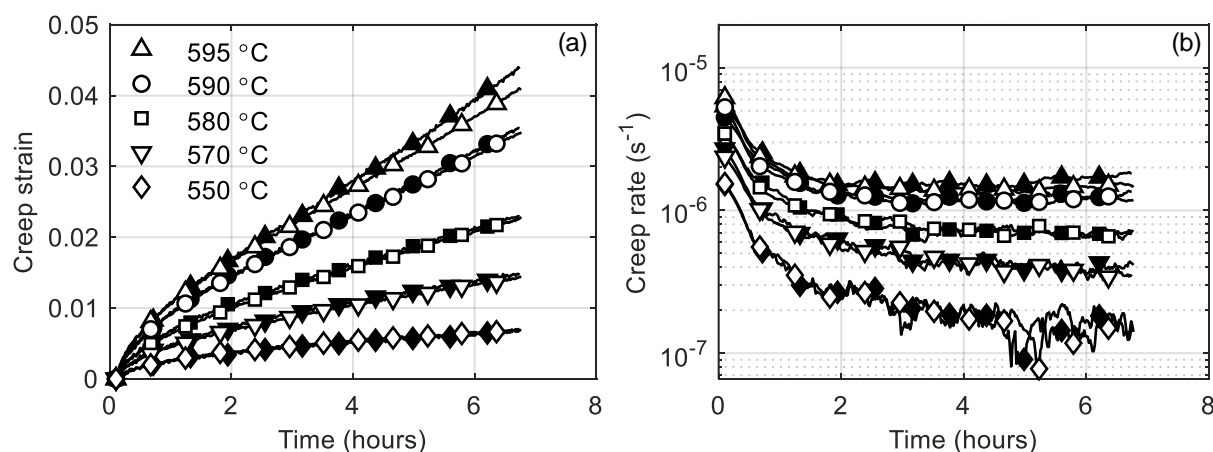 (a)
0.05
0.04
0.03
0.02
0.01
0
Creep strain
595 °C
590 °C
580 °C
570 °C
550 °C
0 2 4 6 8
Time (hours)
(b)
10⁻⁵
10⁻⁶
10⁻⁷
Creep rate (s⁻¹)
0 2 4 6 8
Time (hours)